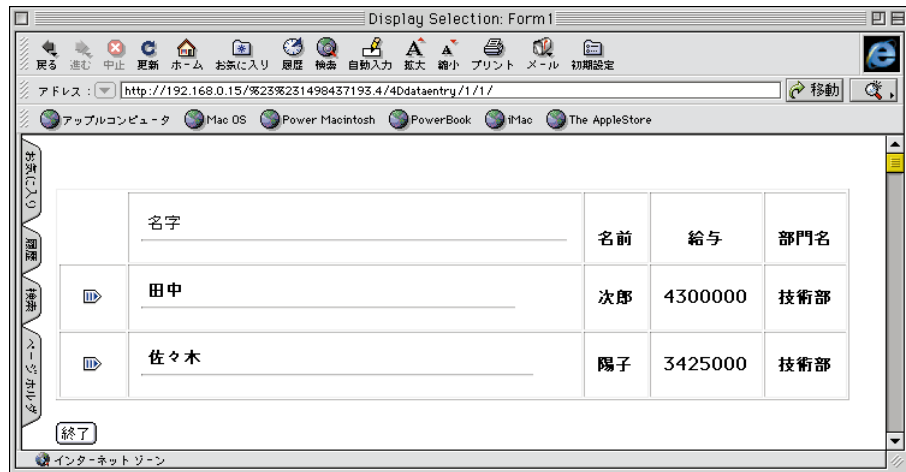 Display Selection: Form1
戻る 進む 中止 更新 ホーム お気に入り 履歴 検索 自動入力 拡大 縮小 プリント メール 初期設定
アドレス: http://192.168.0.15/%23%231498437193.4/4Ddataentry/1/1/ 移動
アップルコンピュータ Mac OS Power Macintosh PowerBook iMac The AppleStore
お気に入り
履歴
検索
ページホルダ
名字 名前 給与 部門名
田中 次郎 4300000 技術部
佐々木 陽子 3425000 技術部
終了
インターネットゾーン